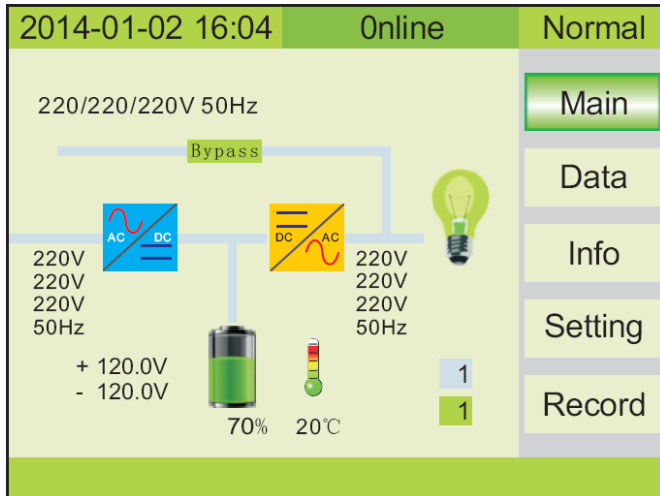 2014-01-02 16:04 0nline Normal
220/220/220V 50Hz
Main
Bypass
Data
AC DC
DC AC
220V
220V
220V
50Hz
220V
220V
220V
50Hz
Info
Setting
+ 120.0V
- 120.0V
70%
20℃
1
1
Record